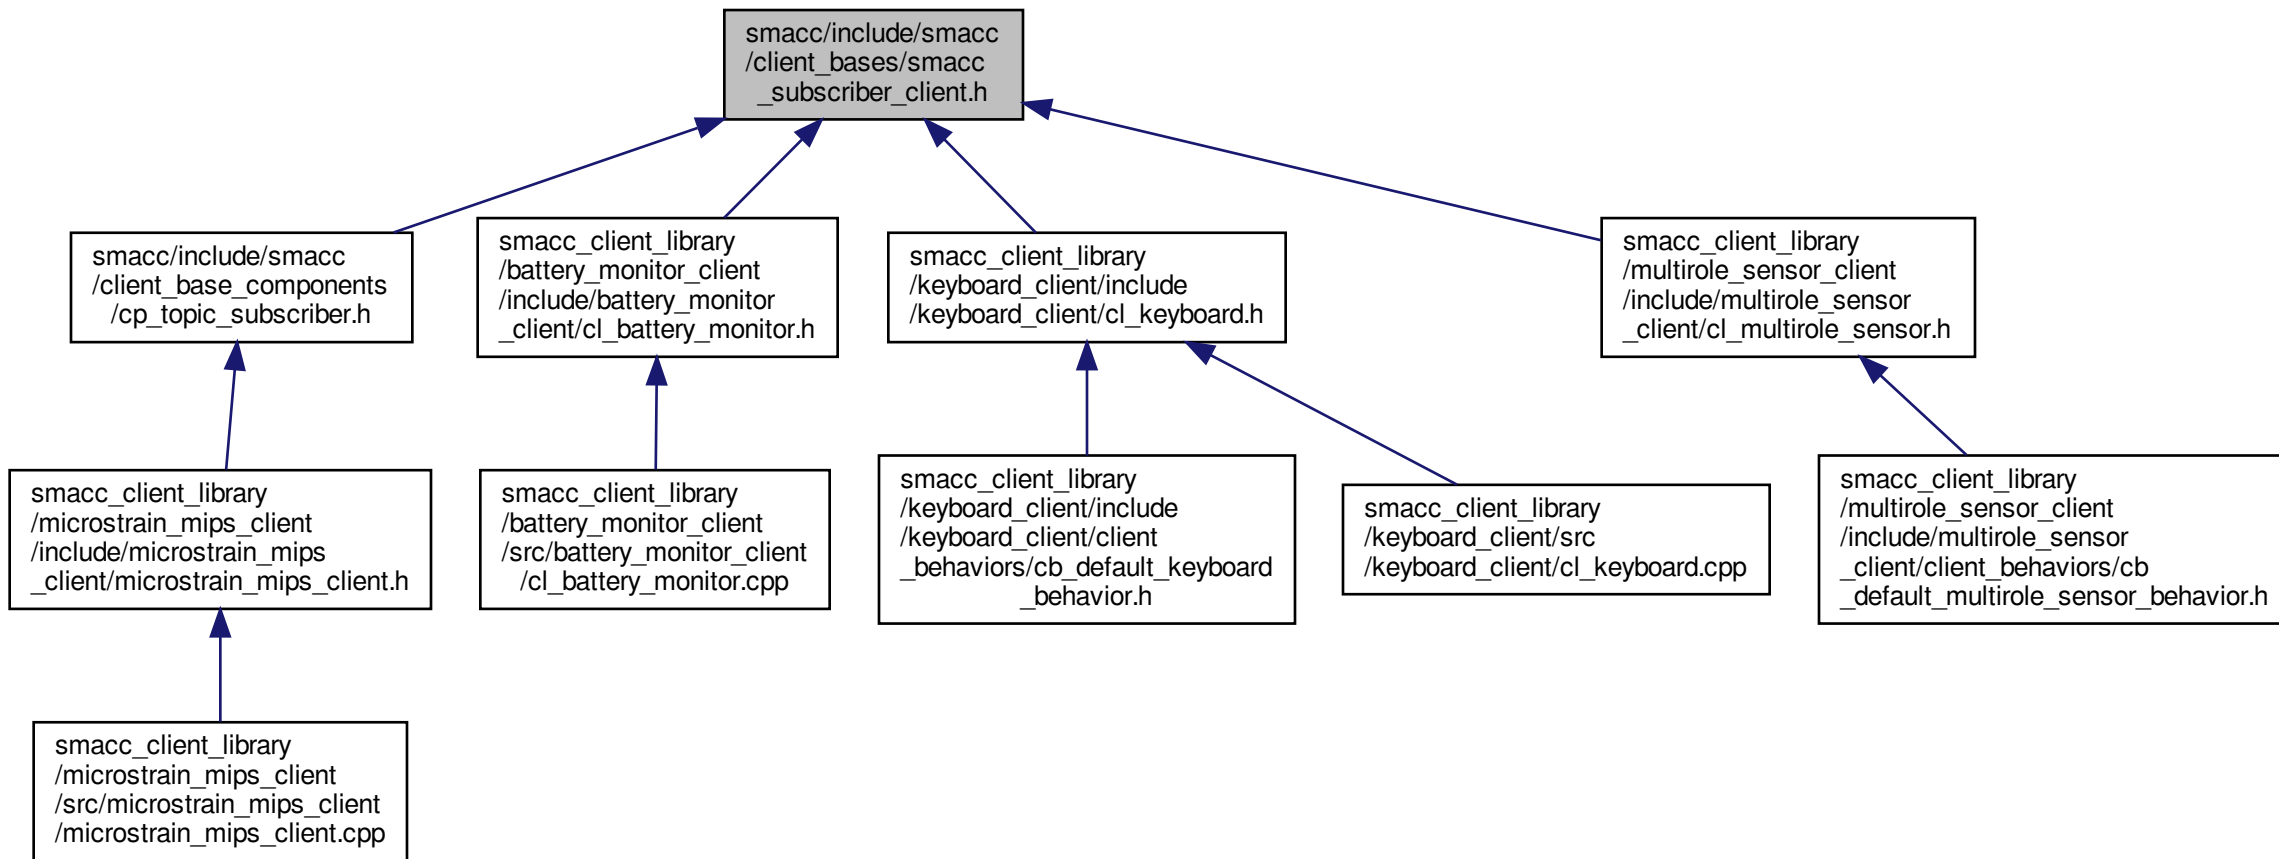 smacc/include/smacc
/client_bases/smacc
_subscriber_client.h
smacc/include/smacc
/client_base_components
/cp_topic_subscriber.h
smacc_client_library
/battery_monitor_client
/include/battery_monitor
_client/cl_battery_monitor.h
smacc_client_library
/keyboard_client/include
/keyboard_client/cl_keyboard.h
smacc_client_library
/multirole_sensor_client
/include/multirole_sensor
_client/cl_multirole_sensor.h
smacc_client_library
/microstrain_mips_client
/include/microstrain_mips
_client/microstrain_mips_client.h
smacc_client_library
/battery_monitor_client
/src/battery_monitor_client
/cl_battery_monitor.cpp
smacc_client_library
/keyboard_client/include
/keyboard_client/client
_behaviors/cb_default_keyboard
_behavior.h
smacc_client_library
/keyboard_client/src
/keyboard_client/cl_keyboard.cpp
smacc_client_library
/multirole_sensor_client
/include/multirole_sensor
_client/client_behaviors/cb
_default_multirole_sensor_behavior.h
smacc_client_library
/microstrain_mips_client
/src/microstrain_mips_client
/microstrain_mips_client.cpp